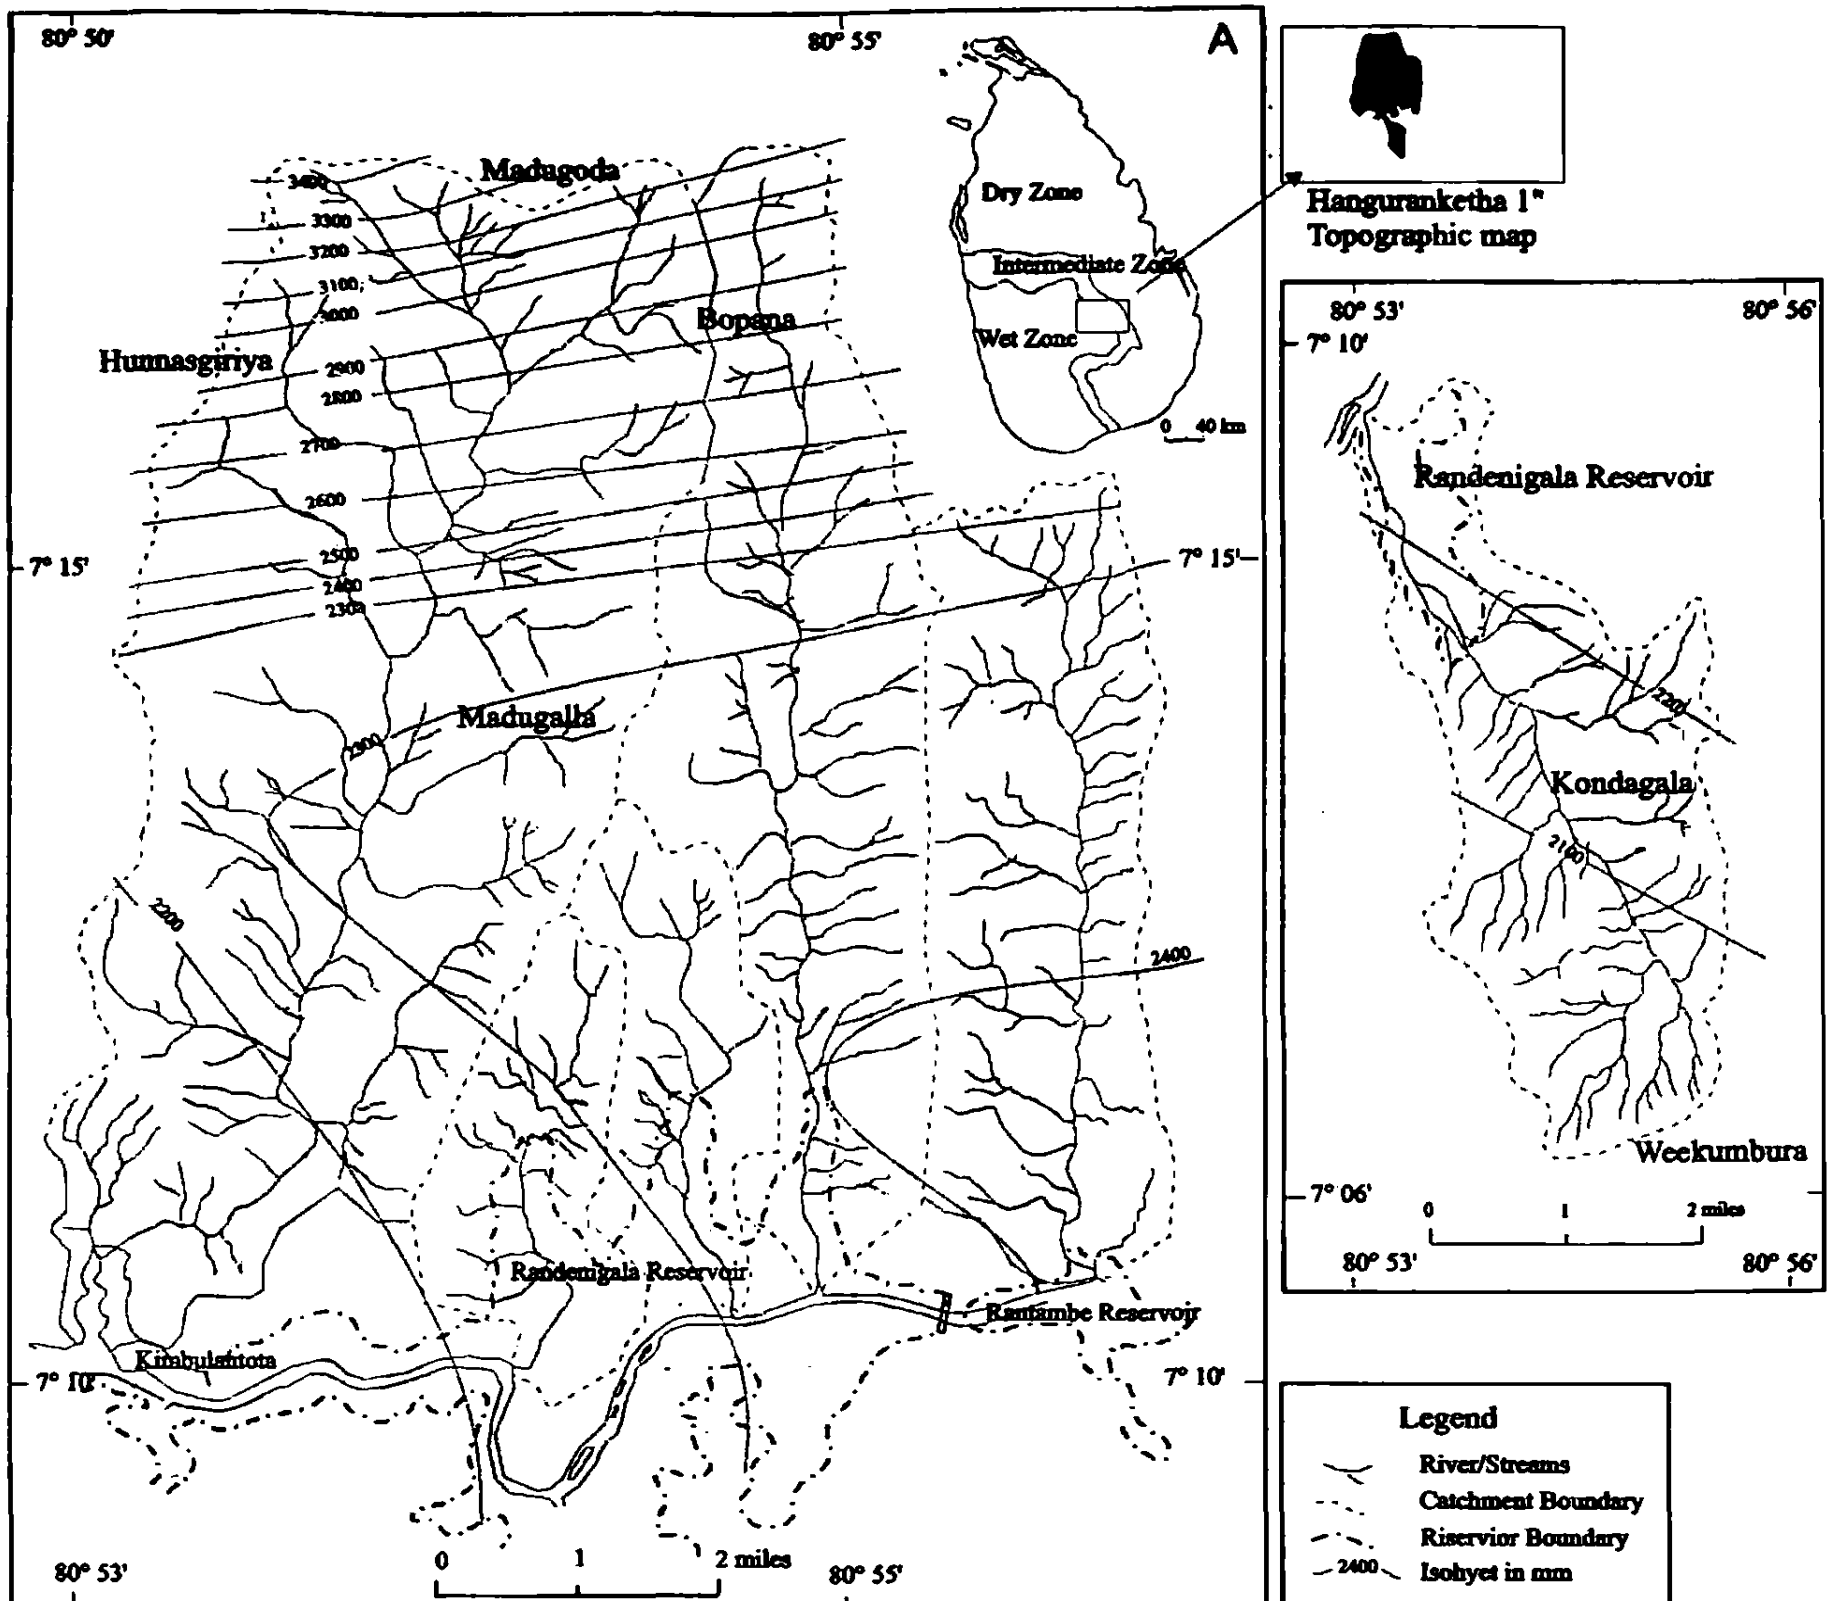 80° 50'
80° 55'
A
Madugoda
3400
3300
3200
3100
3000
Hunnasgiriya
Bopana
2900
2800
2700
2600
2500
2400
2300
7° 15'
7° 15'
Madugalla
2300
2200
2400
Randenigala Reservoir
Rantambe Reservoir
Kimbulantota
7° 10'
7° 10'
0 1 2 miles
80° 53'
80° 55'
Dry Zone
Intermediate Zone
Wet Zone
0 40 km
Hanguranketha 1"
Topographic map
80° 53'
80° 56'
7° 10'
Randenigala Reservoir
2200
Kondagala
2100
Weekumbura
7° 06'
0 1 2 miles
80° 53'
80° 56'
Legend
River/Streams
Catchment Boundary
Riservior Boundary
2400 Isohyet in mm